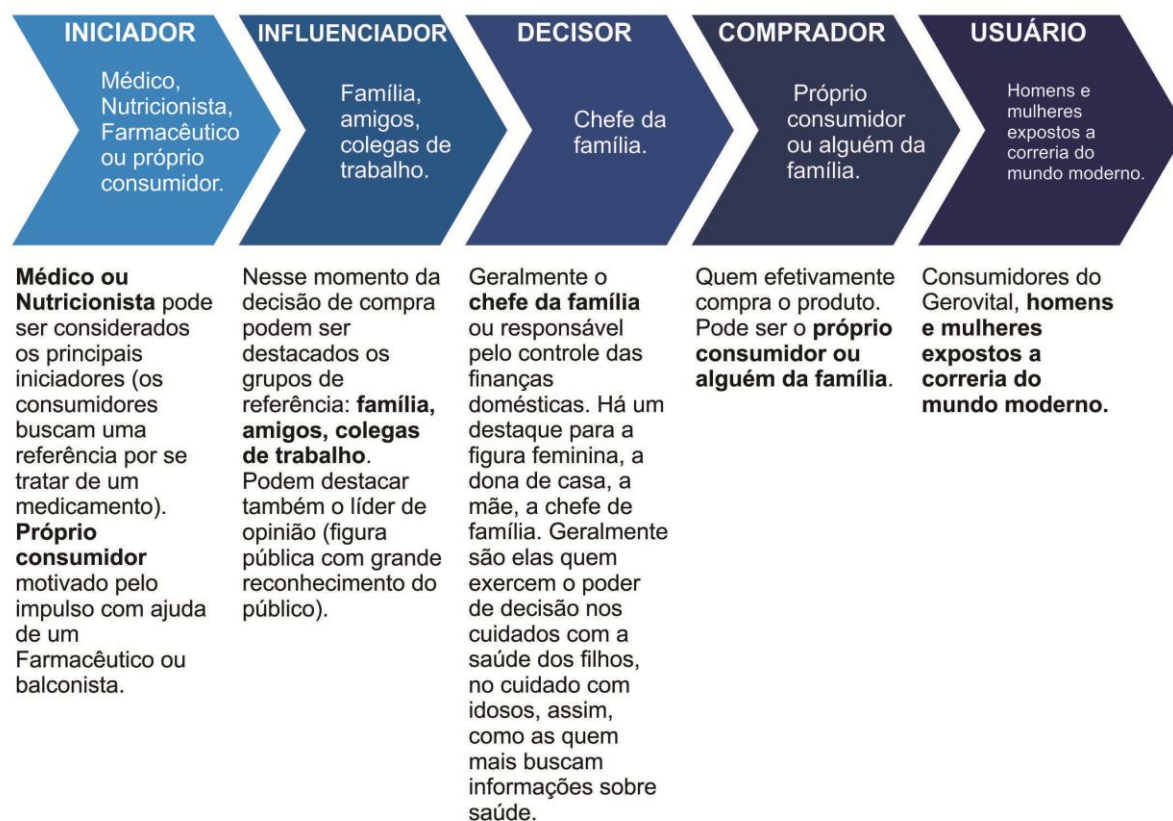 INICIADOR
Médico,
Nutricionista,
Farmacêutico
ou próprio
consumidor.
INFLUENCIADOR
Família,
amigos,
colegas de
trabalho.
DECISOR
Chefe da
família.
COMPRADOR
Próprio
consumidor
ou alguém da
família.
USUÁRIO
Homens e
mulheres
expostos a
correria do
mundo moderno.
Médico ou
Nutricionista pode
ser considerados
os principais
iniciadores (os
consumidores
buscam uma
referência por se
tratar de um
medicamento).
Próprio
consumidor
motivado pelo
impulso com ajuda
de um
Farmacêutico ou
balconista.
Nesse momento da
decisão de compra
podem ser
destacados os
grupos de
referência: família,
amigos, colegas
de trabalho.
Podem destacar
também o líder de
opinião (figura
pública com grande
reconhecimento do
público).
Geralmente o
chefe da família
ou responsável
pelo controle das
finanças
domésticas. Há um
destaque para a
figura feminina, a
dona de casa, a
mãe, a chefe de
família. Geralmente
são elas quem
exercem o poder
de decisão nos
cuidados com a
saúde dos filhos,
no cuidado com
idosos, assim,
como as quem
mais buscam
informações sobre
saúde.
Quem efetivamente
compra o produto.
Pode ser o próprio
consumidor ou
alguém da família.
Consumidores do
Gerovital, homens
e mulheres
expostos a
correria do
mundo moderno.